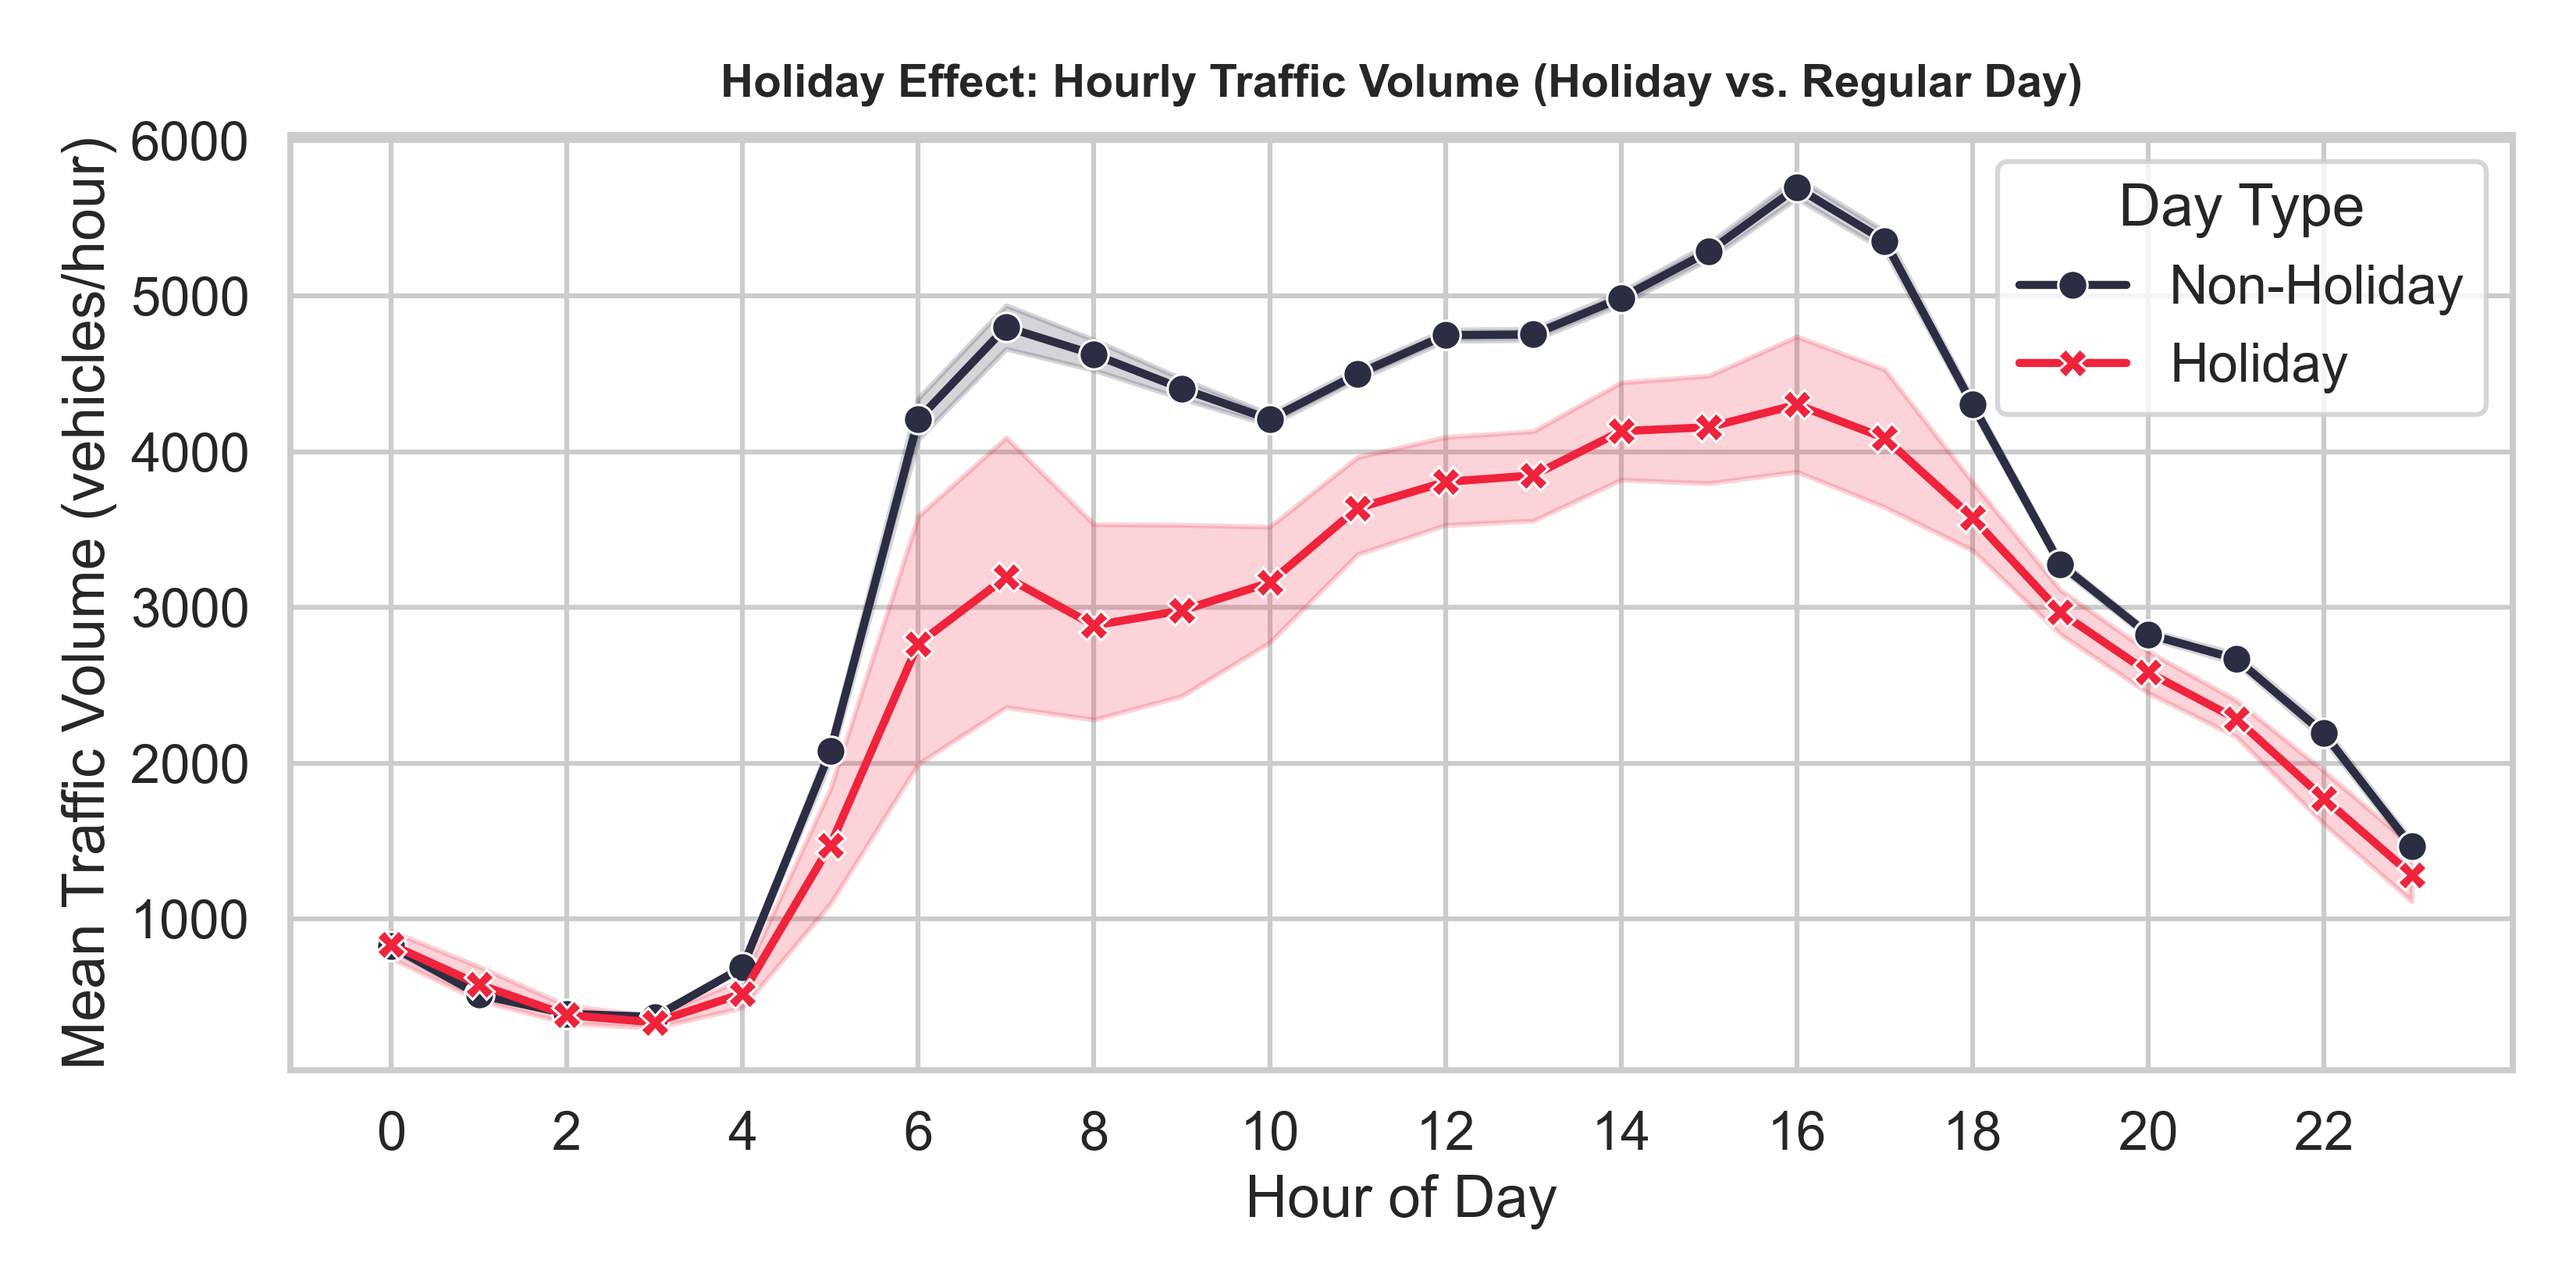 Holiday Effect: Hourly Traffic Volume (Holiday vs. Regular Day)
Mean Traffic Volume (vehicles/hour)
6000
5000
4000
3000
2000
1000
Day Type
Non-Holiday
Holiday
0 2 4 6 8 10 12 14 16 18 20 22
Hour of Day